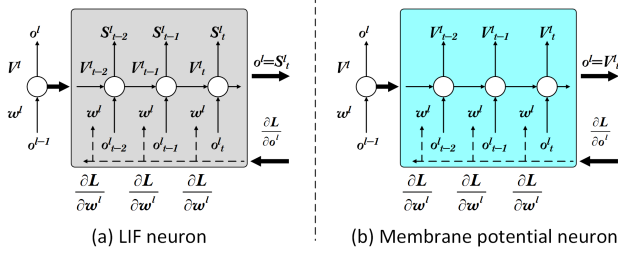 o^l S^l_{t−2} S^l_{t−1} S^l_t
V^l V^l_{t−2} V^l_{t−1} V^l_t o^l=S^l_t
w^l w^l w^l w^l
o^{l−1} o^l_{t−2} o^l_{t−1} o^l_t ∂L/∂o^l
∂L/∂w^l ∂L/∂w^l ∂L/∂w^l
(a) LIF neuron
o^l V^l_{t−2} V^l_{t−1} V^l_t
V^l o^l=V^l_t
w^l w^l w^l w^l
o^{l−1} o^l_{t−2} o^l_{t−1} o^l_t ∂L/∂o^l
∂L/∂w^l ∂L/∂w^l ∂L/∂w^l
(b) Membrane potential neuron